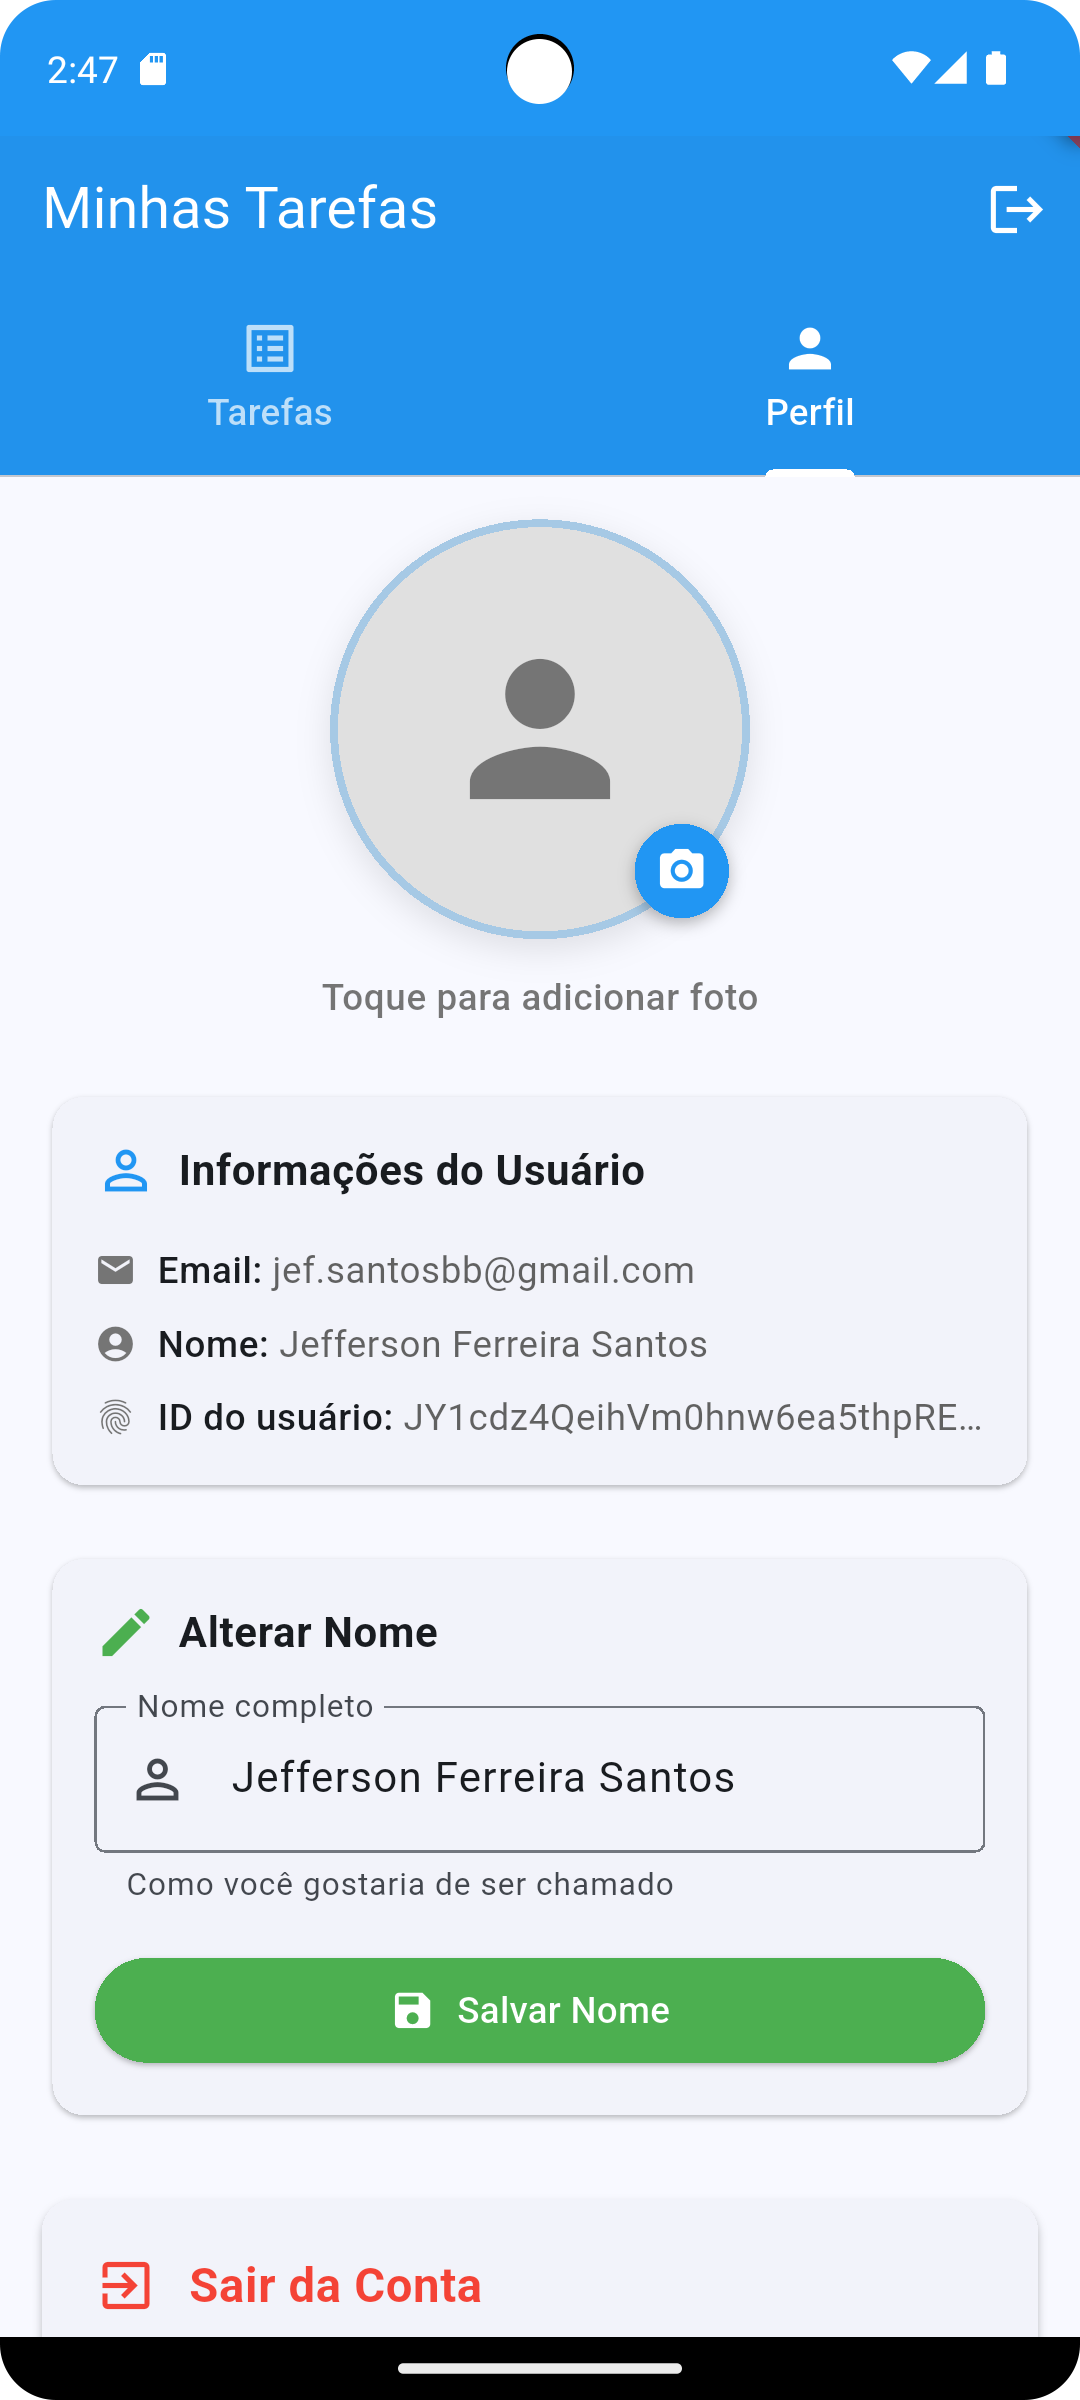 2:47
Minhas Tarefas
Tarefas
Perfil
Toque para adicionar foto
Informações do Usuário
Email: jef.santosbb@gmail.com
Nome: Jefferson Ferreira Santos
ID do usuário: JY1cdz4QeihVm0hnw6ea5thpRE...
Alterar Nome
Nome completo
Jefferson Ferreira Santos
Como você gostaria de ser chamado
Salvar Nome
Sair da Conta